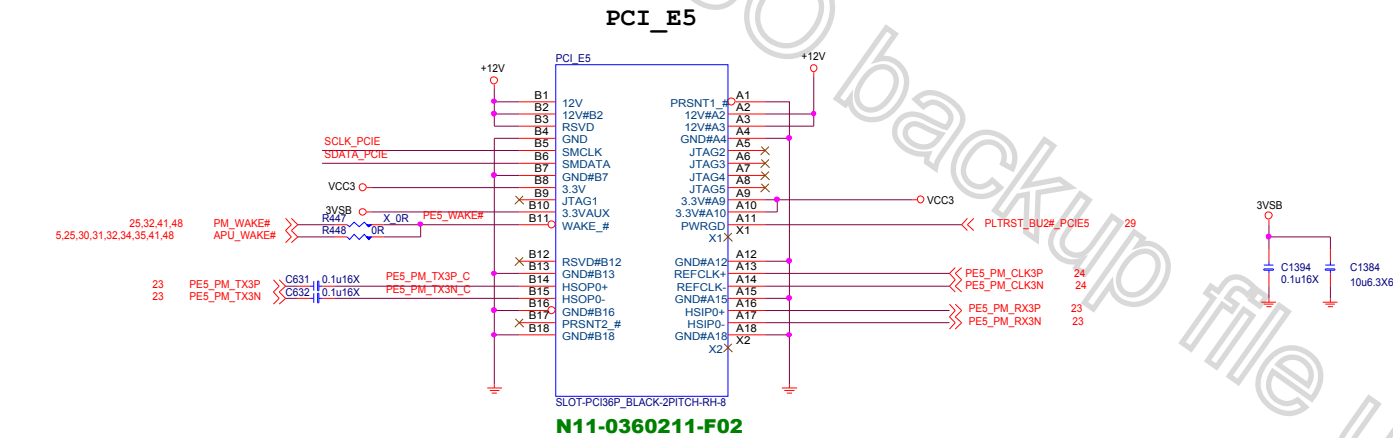 PCI_E5
OO backup file
PCI_E5
+12V
+12V
B1 12V PRSNT1_# A1
B2 12V#B2 12V#A2 A2
B3 RSVD 12V#A3 A3
B4 GND GND#A4 A4
SCLK_PCIE B5 SMCLK JTAG2 A5
SDATA_PCIE B6 SMDATA JTAG3 A6
B7 GND#B7 JTAG4 A7
VCC3 B8 3.3V JTAG5 A8
B9 JTAG1 3.3V#A9 A9 VCC3
3VSB B10 3.3VAUX 3.3V#A10 A10
25,32,41,48 PM_WAKE# R447 X_0R PE5_WAKE# B11 WAKE_# PWRGD A11 PLTRST_BU2#_PCIE5 29
5,25,30,31,32,34,35,41,48 APU_WAKE# R448 0R X1 X1
B12 RSVD#B12 GND#A12 A12
B13 GND#B13 REFCLK+ A13 PE5_PM_CLK3P 24
23 PE5_PM_TX3P C631 0.1u16X PE5_PM_TX3P_C B14 HSOP0+ REFCLK- A14 PE5_PM_CLK3N 24
23 PE5_PM_TX3N C632 0.1u16X PE5_PM_TX3N_C B15 HSOP0- GND#A15 A15
B16 GND#B16 HSIP0+ A16 PE5_PM_RX3P 23
B17 PRSNT2_# HSIP0- A17 PE5_PM_RX3N 23
B18 GND#B18 GND#A18 A18
X2 X2
3VSB
C1394 0.1u16X
C1384 10u6.3X6
SLOT-PCI36P_BLACK-2PITCH-RH-8
N11-0360211-F02